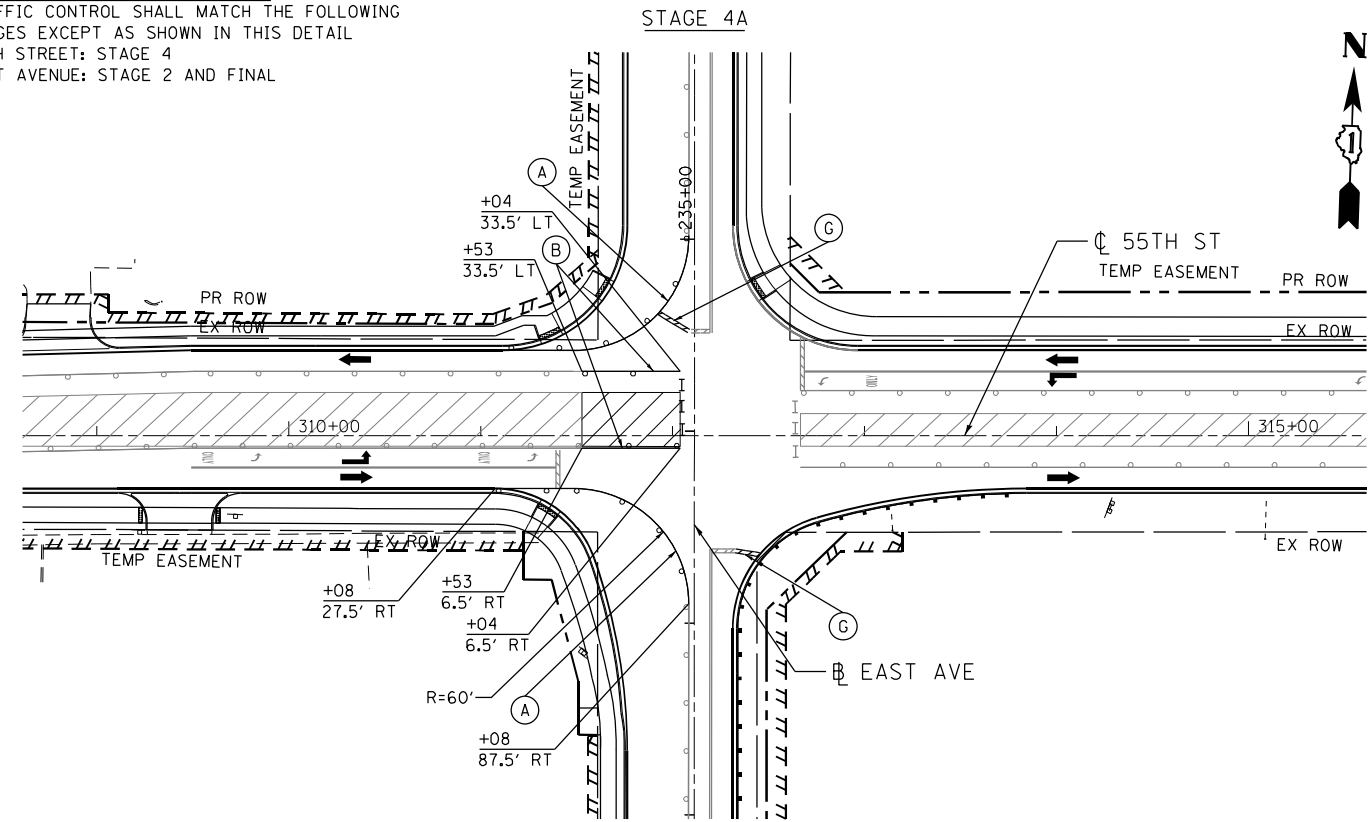 STAGE 4A
FFIC CONTROL SHALL MATCH THE FOLLOWING
GES EXCEPT AS SHOWN IN THIS DETAIL
H STREET: STAGE 4
T AVENUE: STAGE 2 AND FINAL
N
1
TEMP EASEMENT
235+00
A
+04
33.5' LT
B
+53
33.5' LT
G
℄ 55TH ST
TEMP EASEMENT
PR ROW
EX ROW
PR ROW
EX ROW
ONLY
310+00
315+00
ONLY
ONLY
EX ROW
TEMP EASEMENT
EX ROW
+08
27.5' RT
+53
6.5' RT
+04
6.5' RT
G
R=60'
A
BL EAST AVE
+08
87.5' RT